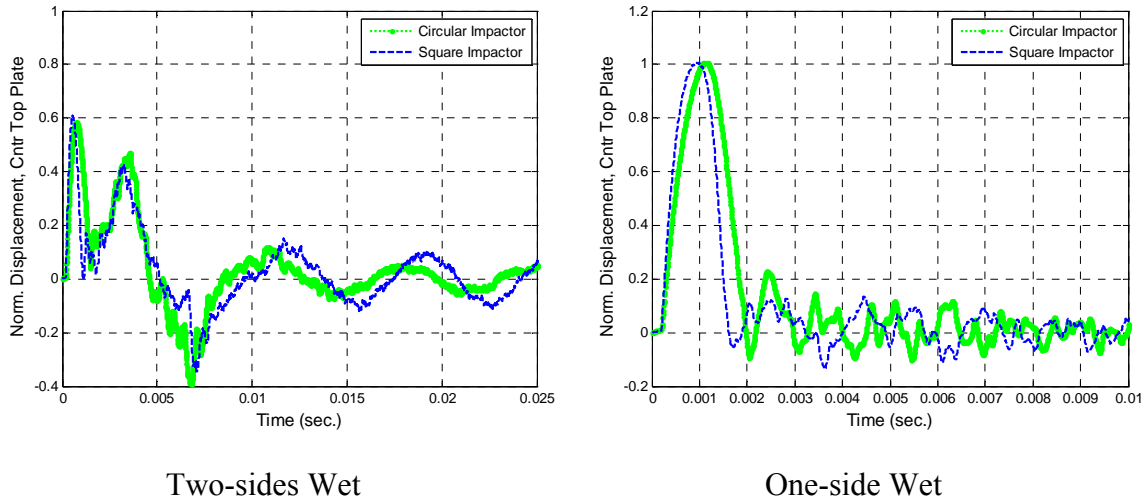 1
0.8
0.6
0.4
0.2
0
-0.2
-0.4
Norm. Displacement, Cntr Top Plate
Circular Impactor
Square Impactor
0 0.005 0.01 0.015 0.02 0.025
Time (sec.)
Two-sides Wet
1.2
1
0.8
0.6
0.4
0.2
0
-0.2
Norm. Displacement, Cntr Top Plate
Circular Impactor
Square Impactor
0 0.001 0.002 0.003 0.004 0.005 0.006 0.007 0.008 0.009 0.01
Time (sec.)
One-side Wet